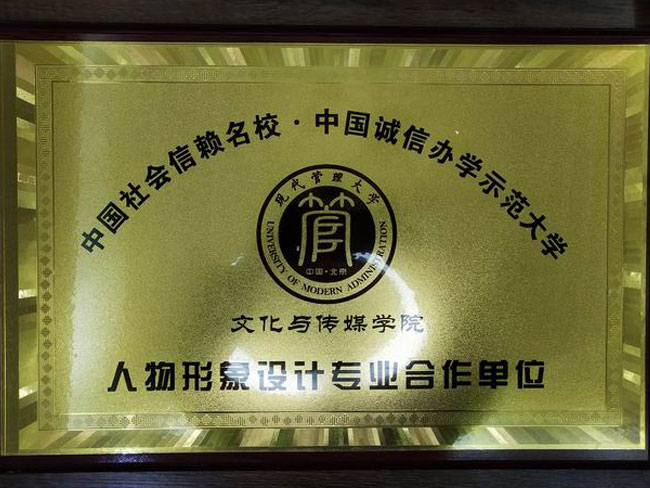 中国社会信赖名校·中国诚信办学示范大学
现代管理大学
管
中国·北京
UNIVERSITY OF MODERN ADMINISTRATION
文化与传媒学院
人物形象设计专业合作单位